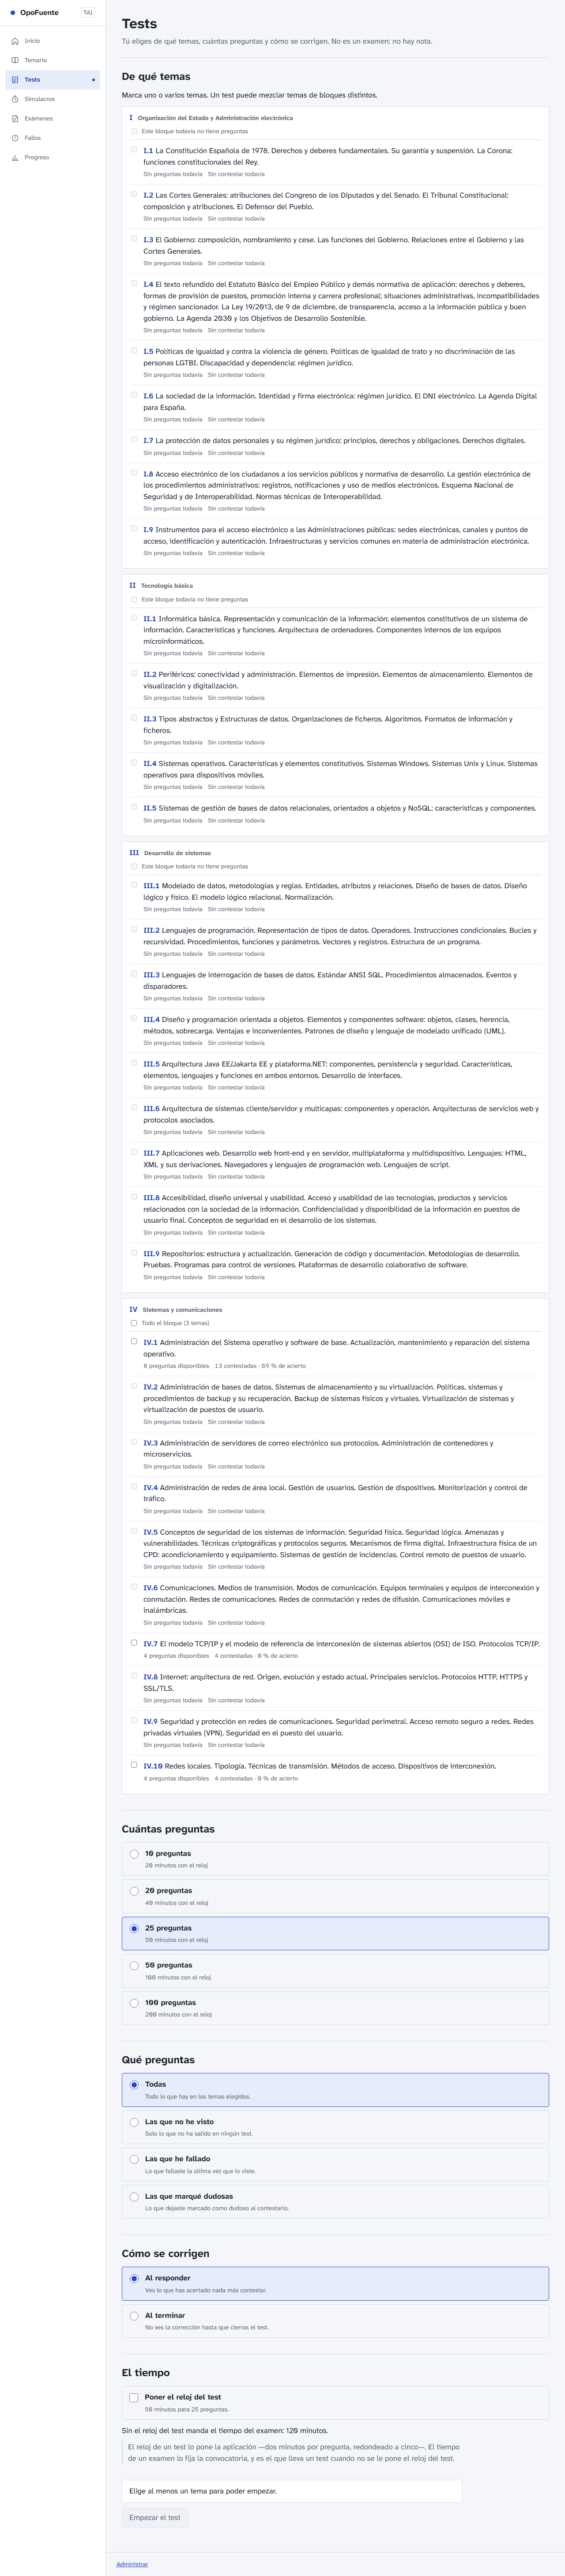 OpoFuente TAI
Inicio
Temario
Tests
Simulacros
Exámenes
Fallos
Progreso
Tests
Tú eliges de qué temas, cuántas preguntas y cómo se corrigen. No es un examen: no hay nota.
De qué temas
Marca uno o varios temas. Un test puede mezclar temas de bloques distintos.
I Organización del Estado y Administración electrónica
Este bloque todavía no tiene preguntas
I.1 La Constitución Española de 1978. Derechos y deberes fundamentales. Su garantía y suspensión. La Corona:
funciones constitucionales del Rey.
Sin preguntas todavía Sin contestar todavía
I.2 Las Cortes Generales: atribuciones del Congreso de los Diputados y del Senado. El Tribunal Constitucional:
composición y atribuciones. El Defensor del Pueblo.
Sin preguntas todavía Sin contestar todavía
I.3 El Gobierno: composición, nombramiento y cese. Las funciones del Gobierno. Relaciones entre el Gobierno y las
Cortes Generales.
Sin preguntas todavía Sin contestar todavía
I.4 El texto refundido del Estatuto Básico del Empleo Público y demás normativa de aplicación: derechos y deberes,
formas de provisión de puestos, promoción interna y carrera profesional; situaciones administrativas, incompatibilidades
y régimen sancionador. La Ley 19/2013, de 9 de diciembre, de transparencia, acceso a la información pública y buen
gobierno. La Agenda 2030 y los Objetivos de Desarrollo Sostenible.
Sin preguntas todavía Sin contestar todavía
I.5 Políticas de igualdad y contra la violencia de género. Políticas de Igualdad de trato y no discriminación de las
personas LGTBI. Discapacidad y dependencia: régimen jurídico.
Sin preguntas todavía Sin contestar todavía
I.6 La sociedad de la información. Identidad y firma electrónica: régimen jurídico. El DNI electrónico. La Agenda Digital
para España.
Sin preguntas todavía Sin contestar todavía
I.7 La protección de datos personales y su régimen jurídico: principios, derechos y obligaciones. Derechos digitales.
Sin preguntas todavía Sin contestar todavía
I.8 Acceso electrónico de los ciudadanos a los servicios públicos y normativa de desarrollo. La gestión electrónica de
los procedimientos administrativos: registros, notificaciones y uso de medios electrónicos. Esquema Nacional de
Seguridad y de Interoperabilidad. Normas técnicas de Interoperabilidad.
Sin preguntas todavía Sin contestar todavía
I.9 Instrumentos para el acceso electrónico a las Administraciones públicas: sedes electrónicas, canales y puntos de
acceso, identificación y autenticación. Infraestructuras y servicios comunes en materia de administración electrónica.
Sin preguntas todavía Sin contestar todavía
II Tecnología básica
Este bloque todavía no tiene preguntas
II.1 Informática básica. Representación y comunicación de la información: elementos constitutivos de un sistema de
información. Características y funciones. Arquitectura de ordenadores. Componentes internos de los equipos
microinformáticos.
Sin preguntas todavía Sin contestar todavía
II.2 Periféricos: conectividad y administración. Elementos de impresión. Elementos de almacenamiento. Elementos de
visualización y digitalización.
Sin preguntas todavía Sin contestar todavía
II.3 Tipos abstractos y Estructuras de datos. Organizaciones de ficheros. Algoritmos. Formatos de información y
ficheros.
Sin preguntas todavía Sin contestar todavía
II.4 Sistemas operativos. Características y elementos constitutivos. Sistemas Windows. Sistemas Unix y Linux. Sistemas
operativos para dispositivos móviles.
Sin preguntas todavía Sin contestar todavía
II.5 Sistemas de gestión de bases de datos relacionales, orientados a objetos y NoSQL: características y componentes.
Sin preguntas todavía Sin contestar todavía
III Desarrollo de sistemas
Este bloque todavía no tiene preguntas
III.1 Modelado de datos, metodologías y reglas. Entidades, atributos y relaciones. Diseño de bases de datos. Diseño
lógico y físico. El modelo lógico relacional. Normalización.
Sin preguntas todavía Sin contestar todavía
III.2 Lenguajes de programación. Representación de tipos de datos. Operadores. Instrucciones condicionales. Bucles y
recursividad. Procedimientos, funciones y parámetros. Vectores y registros. Estructura de un programa.
Sin preguntas todavía Sin contestar todavía
III.3 Lenguajes de interrogación de bases de datos. Estándar ANSI SQL. Procedimientos almacenados. Eventos y
disparadores.
Sin preguntas todavía Sin contestar todavía
III.4 Diseño y programación orientada a objetos. Elementos y componentes software: objetos, clases, herencia,
métodos, sobrecarga. Ventajas e inconvenientes. Patrones de diseño y lenguaje de modelado unificado (UML).
Sin preguntas todavía Sin contestar todavía
III.5 Arquitectura Java EE/Jakarta EE y plataforma.NET: componentes, persistencia y seguridad. Características,
elementos, lenguajes y funciones en ambos entornos. Desarrollo de interfaces.
Sin preguntas todavía Sin contestar todavía
III.6 Arquitectura de sistemas cliente/servidor y multicapas: componentes y operación. Arquitecturas de servicios web y
protocolos asociados.
Sin preguntas todavía Sin contestar todavía
III.7 Aplicaciones web. Desarrollo web front-end y en servidor, multiplataforma y multidispositivo. Lenguajes: HTML,
XML y sus derivaciones. Navegadores y lenguajes de programación web. Lenguajes de script.
Sin preguntas todavía Sin contestar todavía
III.8 Accesibilidad, diseño universal y usabilidad. Acceso y usabilidad de las tecnologías, productos y servicios
relacionados con la sociedad de la información. Confidencialidad y disponibilidad de la información en puestos de
usuario final. Conceptos de seguridad en el desarrollo de los sistemas.
Sin preguntas todavía Sin contestar todavía
III.9 Repositorios: estructura y actualización. Generación de código y documentación. Metodologías de desarrollo.
Pruebas. Programas para control de versiones. Plataformas de desarrollo colaborativo de software.
Sin preguntas todavía Sin contestar todavía
IV Sistemas y comunicaciones
Todo el bloque (3 temas)
IV.1 Administración del Sistema operativo y software de base. Actualización, mantenimiento y reparación del sistema
operativo.
8 preguntas disponibles 13 contestadas · 69 % de acierto
IV.2 Administración de bases de datos. Sistemas de almacenamiento y su virtualización. Políticas, sistemas y
procedimientos de backup y su recuperación. Backup de sistemas físicos y virtuales. Virtualización de sistemas y
virtualización de puestos de usuario.
Sin preguntas todavía Sin contestar todavía
IV.3 Administración de servidores de correo electrónico sus protocolos. Administración de contenedores y
microservicios.
Sin preguntas todavía Sin contestar todavía
IV.4 Administración de redes de área local. Gestión de usuarios. Gestión de dispositivos. Monitorización y control de
tráfico.
Sin preguntas todavía Sin contestar todavía
IV.5 Conceptos de seguridad de los sistemas de información. Seguridad física. Seguridad lógica. Amenazas y
vulnerabilidades. Técnicas criptográficas y protocolos seguros. Mecanismos de firma digital. Infraestructura física de un
CPD: acondicionamiento y equipamiento. Sistemas de gestión de incidencias. Control remoto de puestos de usuario.
Sin preguntas todavía Sin contestar todavía
IV.6 Comunicaciones. Medios de transmisión. Modos de comunicación. Equipos terminales y equipos de interconexión y
conmutación. Redes de comunicaciones. Redes de conmutación y redes de difusión. Comunicaciones móviles e
inalámbricas.
Sin preguntas todavía Sin contestar todavía
IV.7 El modelo TCP/IP y el modelo de referencia de interconexión de sistemas abiertos (OSI) de ISO. Protocolos TCP/IP.
4 preguntas disponibles 4 contestadas · 0 % de acierto
IV.8 Internet: arquitectura de red. Origen, evolución y estado actual. Principales servicios. Protocolos HTTP, HTTPS y
SSL/TLS.
Sin preguntas todavía Sin contestar todavía
IV.9 Seguridad y protección en redes de comunicaciones. Seguridad perimetral. Acceso remoto seguro a redes. Redes
privadas virtuales (VPN). Seguridad en el puesto del usuario.
Sin preguntas todavía Sin contestar todavía
IV.10 Redes locales. Tipología. Técnicas de transmisión. Métodos de acceso. Dispositivos de interconexión.
4 preguntas disponibles 4 contestadas · 0 % de acierto
Cuántas preguntas
10 preguntas
20 minutos con el reloj
20 preguntas
40 minutos con el reloj
25 preguntas
50 minutos con el reloj
50 preguntas
100 minutos con el reloj
100 preguntas
200 minutos con el reloj
Qué preguntas
Todas
Todo lo que hay en los temas elegidos.
Las que no he visto
Solo lo que no ha salido en ningún test.
Las que he fallado
Lo que fallaste la última vez que lo viste.
Las que marqué dudosas
Lo que dejaste marcado como dudoso al contestarlo.
Cómo se corrigen
Al responder
Ves lo que has acertado nada más contestar.
Al terminar
No ves la corrección hasta que cierras el test.
El tiempo
Poner el reloj del test
50 minutos para 25 preguntas.
Sin el reloj del test manda el tiempo del examen: 120 minutos.
El reloj de un test lo pone la aplicación —dos minutos por pregunta, redondeado a cinco—. El tiempo
de un examen lo fija la convocatoria, y es el que lleva un test cuando no se le pone el reloj del test.
Elige al menos un tema para poder empezar.
Empezar el test
Administrar